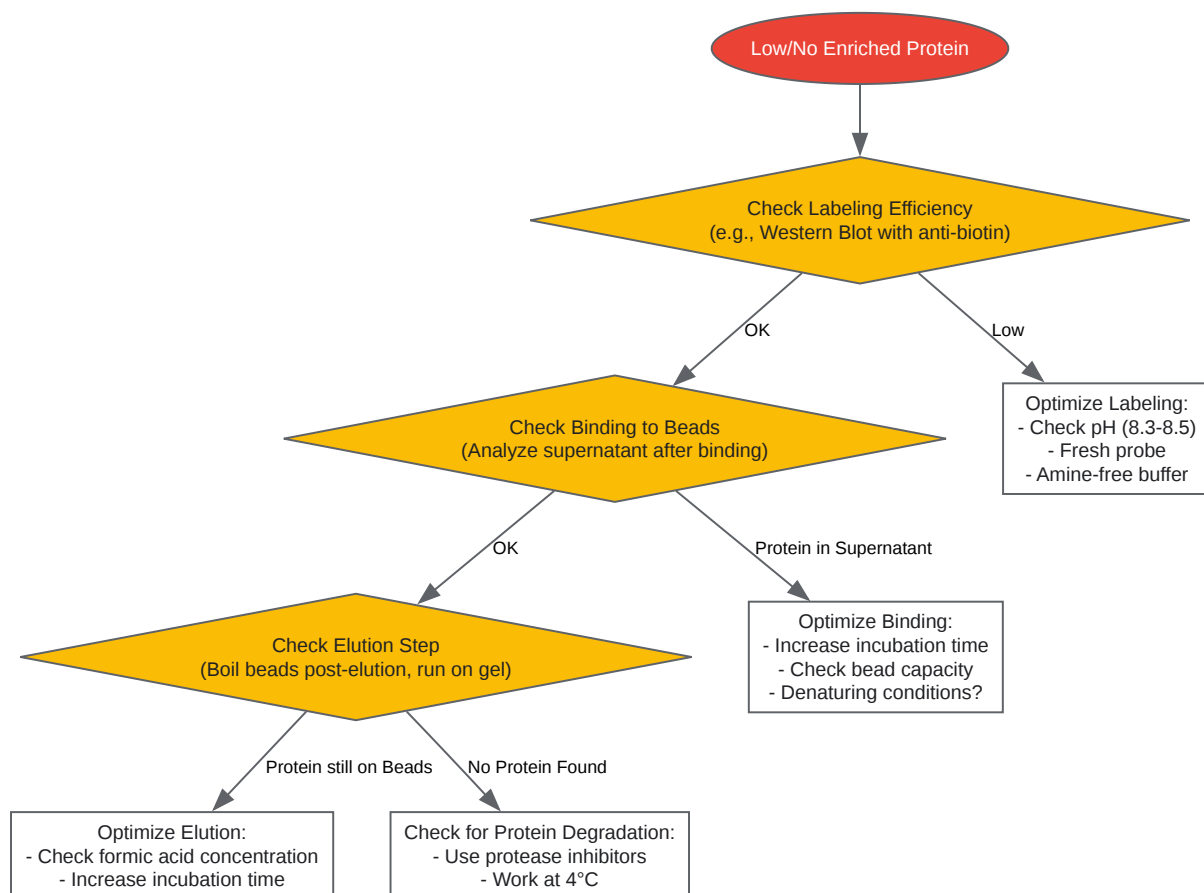 Low/No Enriched Protein
Check Labeling Efficiency
(e.g., Western Blot with anti-biotin)
OK
Low
Optimize Labeling:
- Check pH (8.3-8.5)
- Fresh probe
- Amine-free buffer
Check Binding to Beads
(Analyze supernatant after binding)
OK
Protein in Supernatant
Optimize Binding:
- Increase incubation time
- Check bead capacity
- Denaturing conditions?
Check Elution Step
(Boil beads post-elution, run on gel)
Protein still on Beads
No Protein Found
Optimize Elution:
- Check formic acid concentration
- Increase incubation time
Check for Protein Degradation:
- Use protease inhibitors
- Work at 4°C